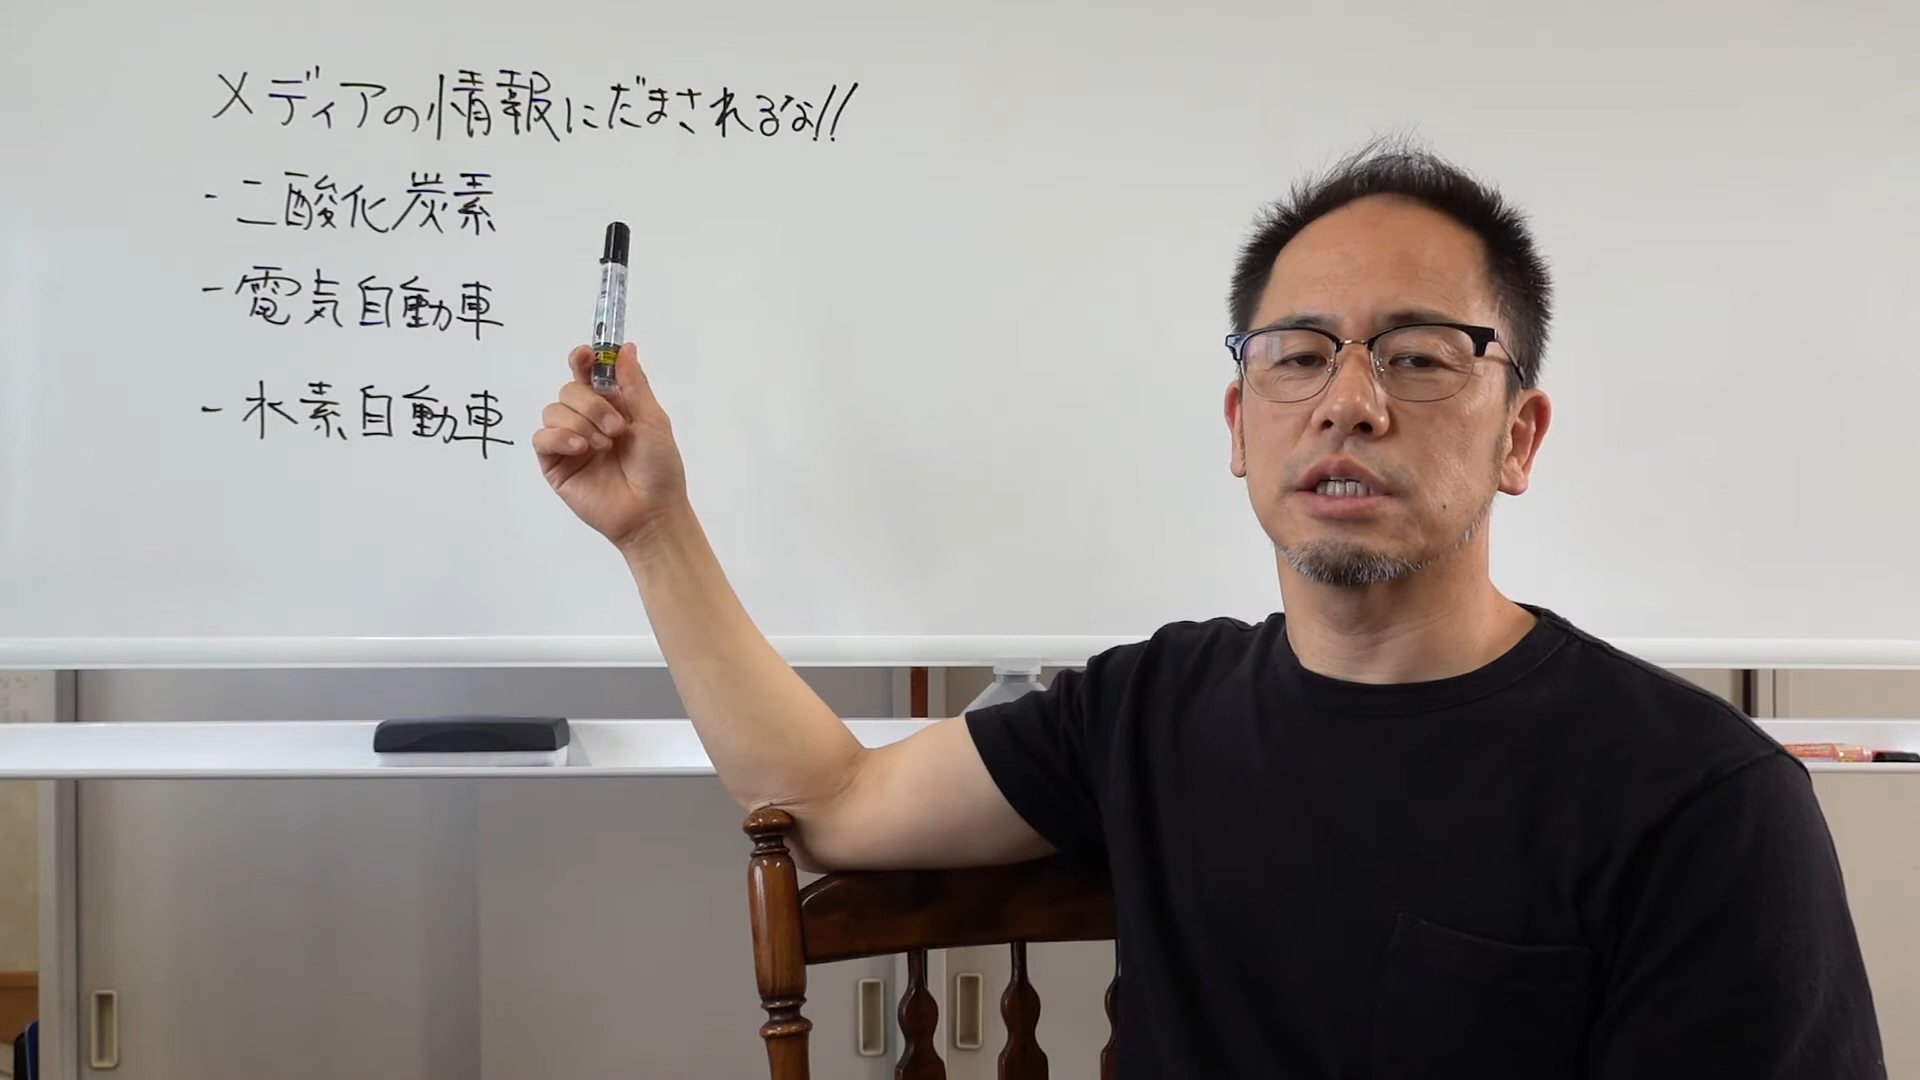 メディアの情報にだまされるな!!
- 二酸化炭素
- 電気自動車
- 水素自動車